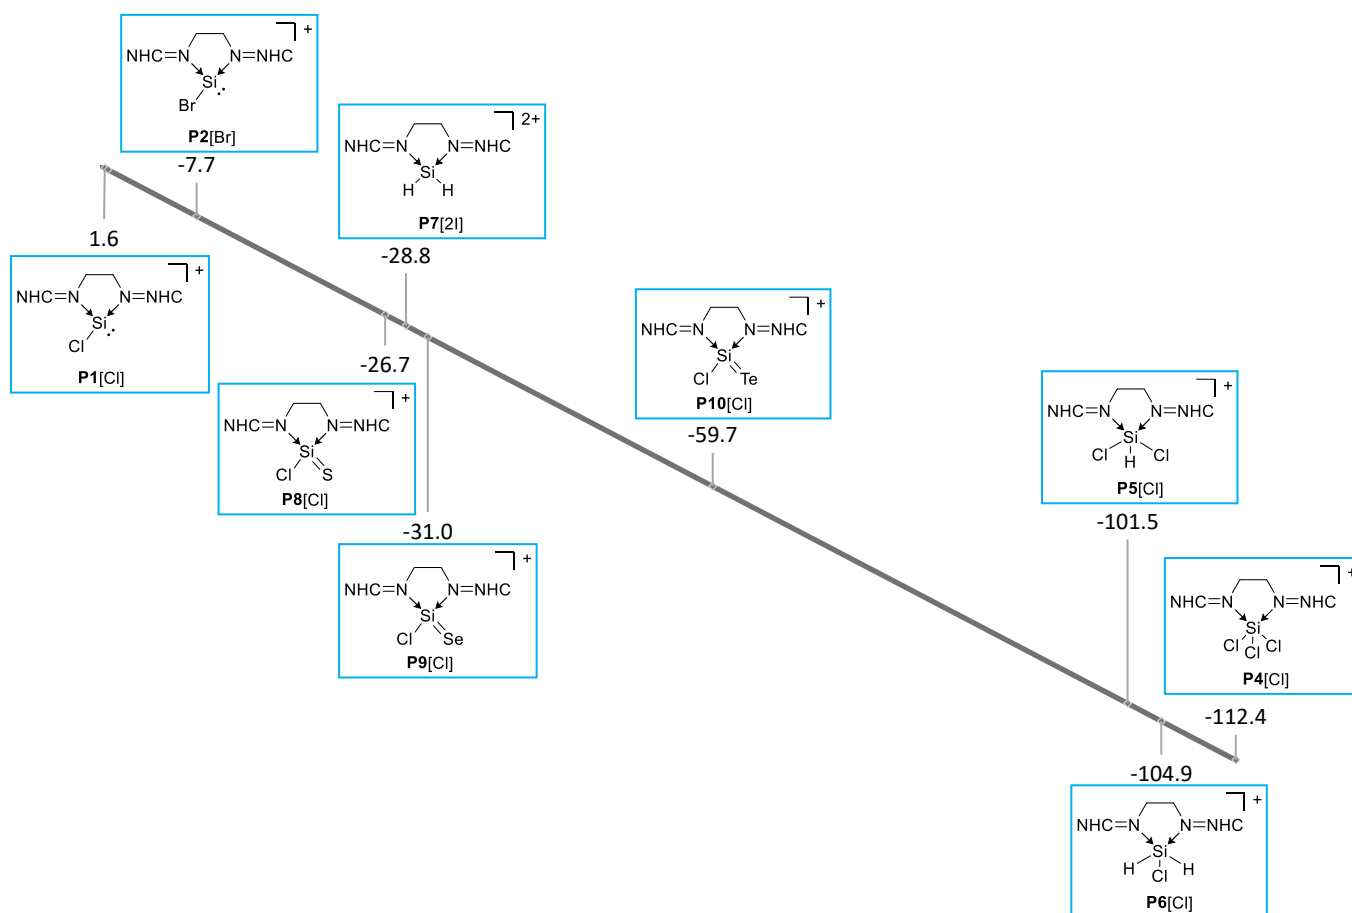 NHC=N N=NHC ⏋+
Si
Br
P2[Br]
-7.7
NHC=N N=NHC ⏋2+
Si
H H
P7[2I]
-28.8
1.6
NHC=N N=NHC ⏋+
Si
Cl
P1[Cl]
-26.7
NHC=N N=NHC ⏋+
Si
Cl S
P8[Cl]
-31.0
NHC=N N=NHC ⏋+
Si
Cl Se
P9[Cl]
NHC=N N=NHC ⏋+
Si
Cl Te
P10[Cl]
-59.7
NHC=N N=NHC ⏋+
Si
Cl Cl
H
P5[Cl]
-101.5
NHC=N N=NHC ⏋+
Si
Cl Cl Cl
P4[Cl]
-112.4
-104.9
NHC=N N=NHC ⏋+
Si
H H
Cl
P6[Cl]